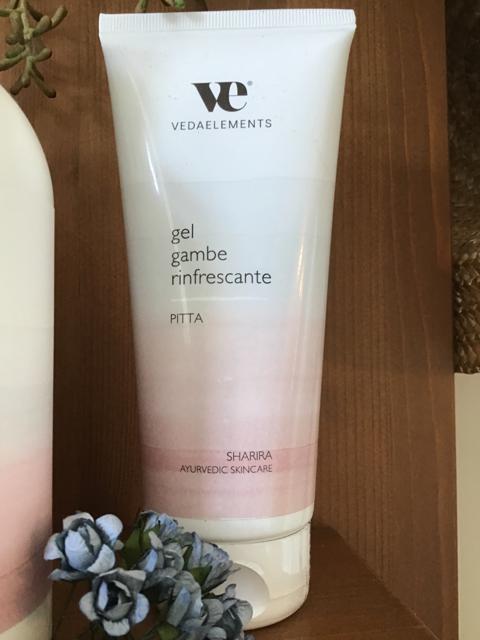 ve®
VEDAELEMENTS
gel
gambe
rinfrescante
PITTA
SHARIRA
AYURVEDIC SKINCARE